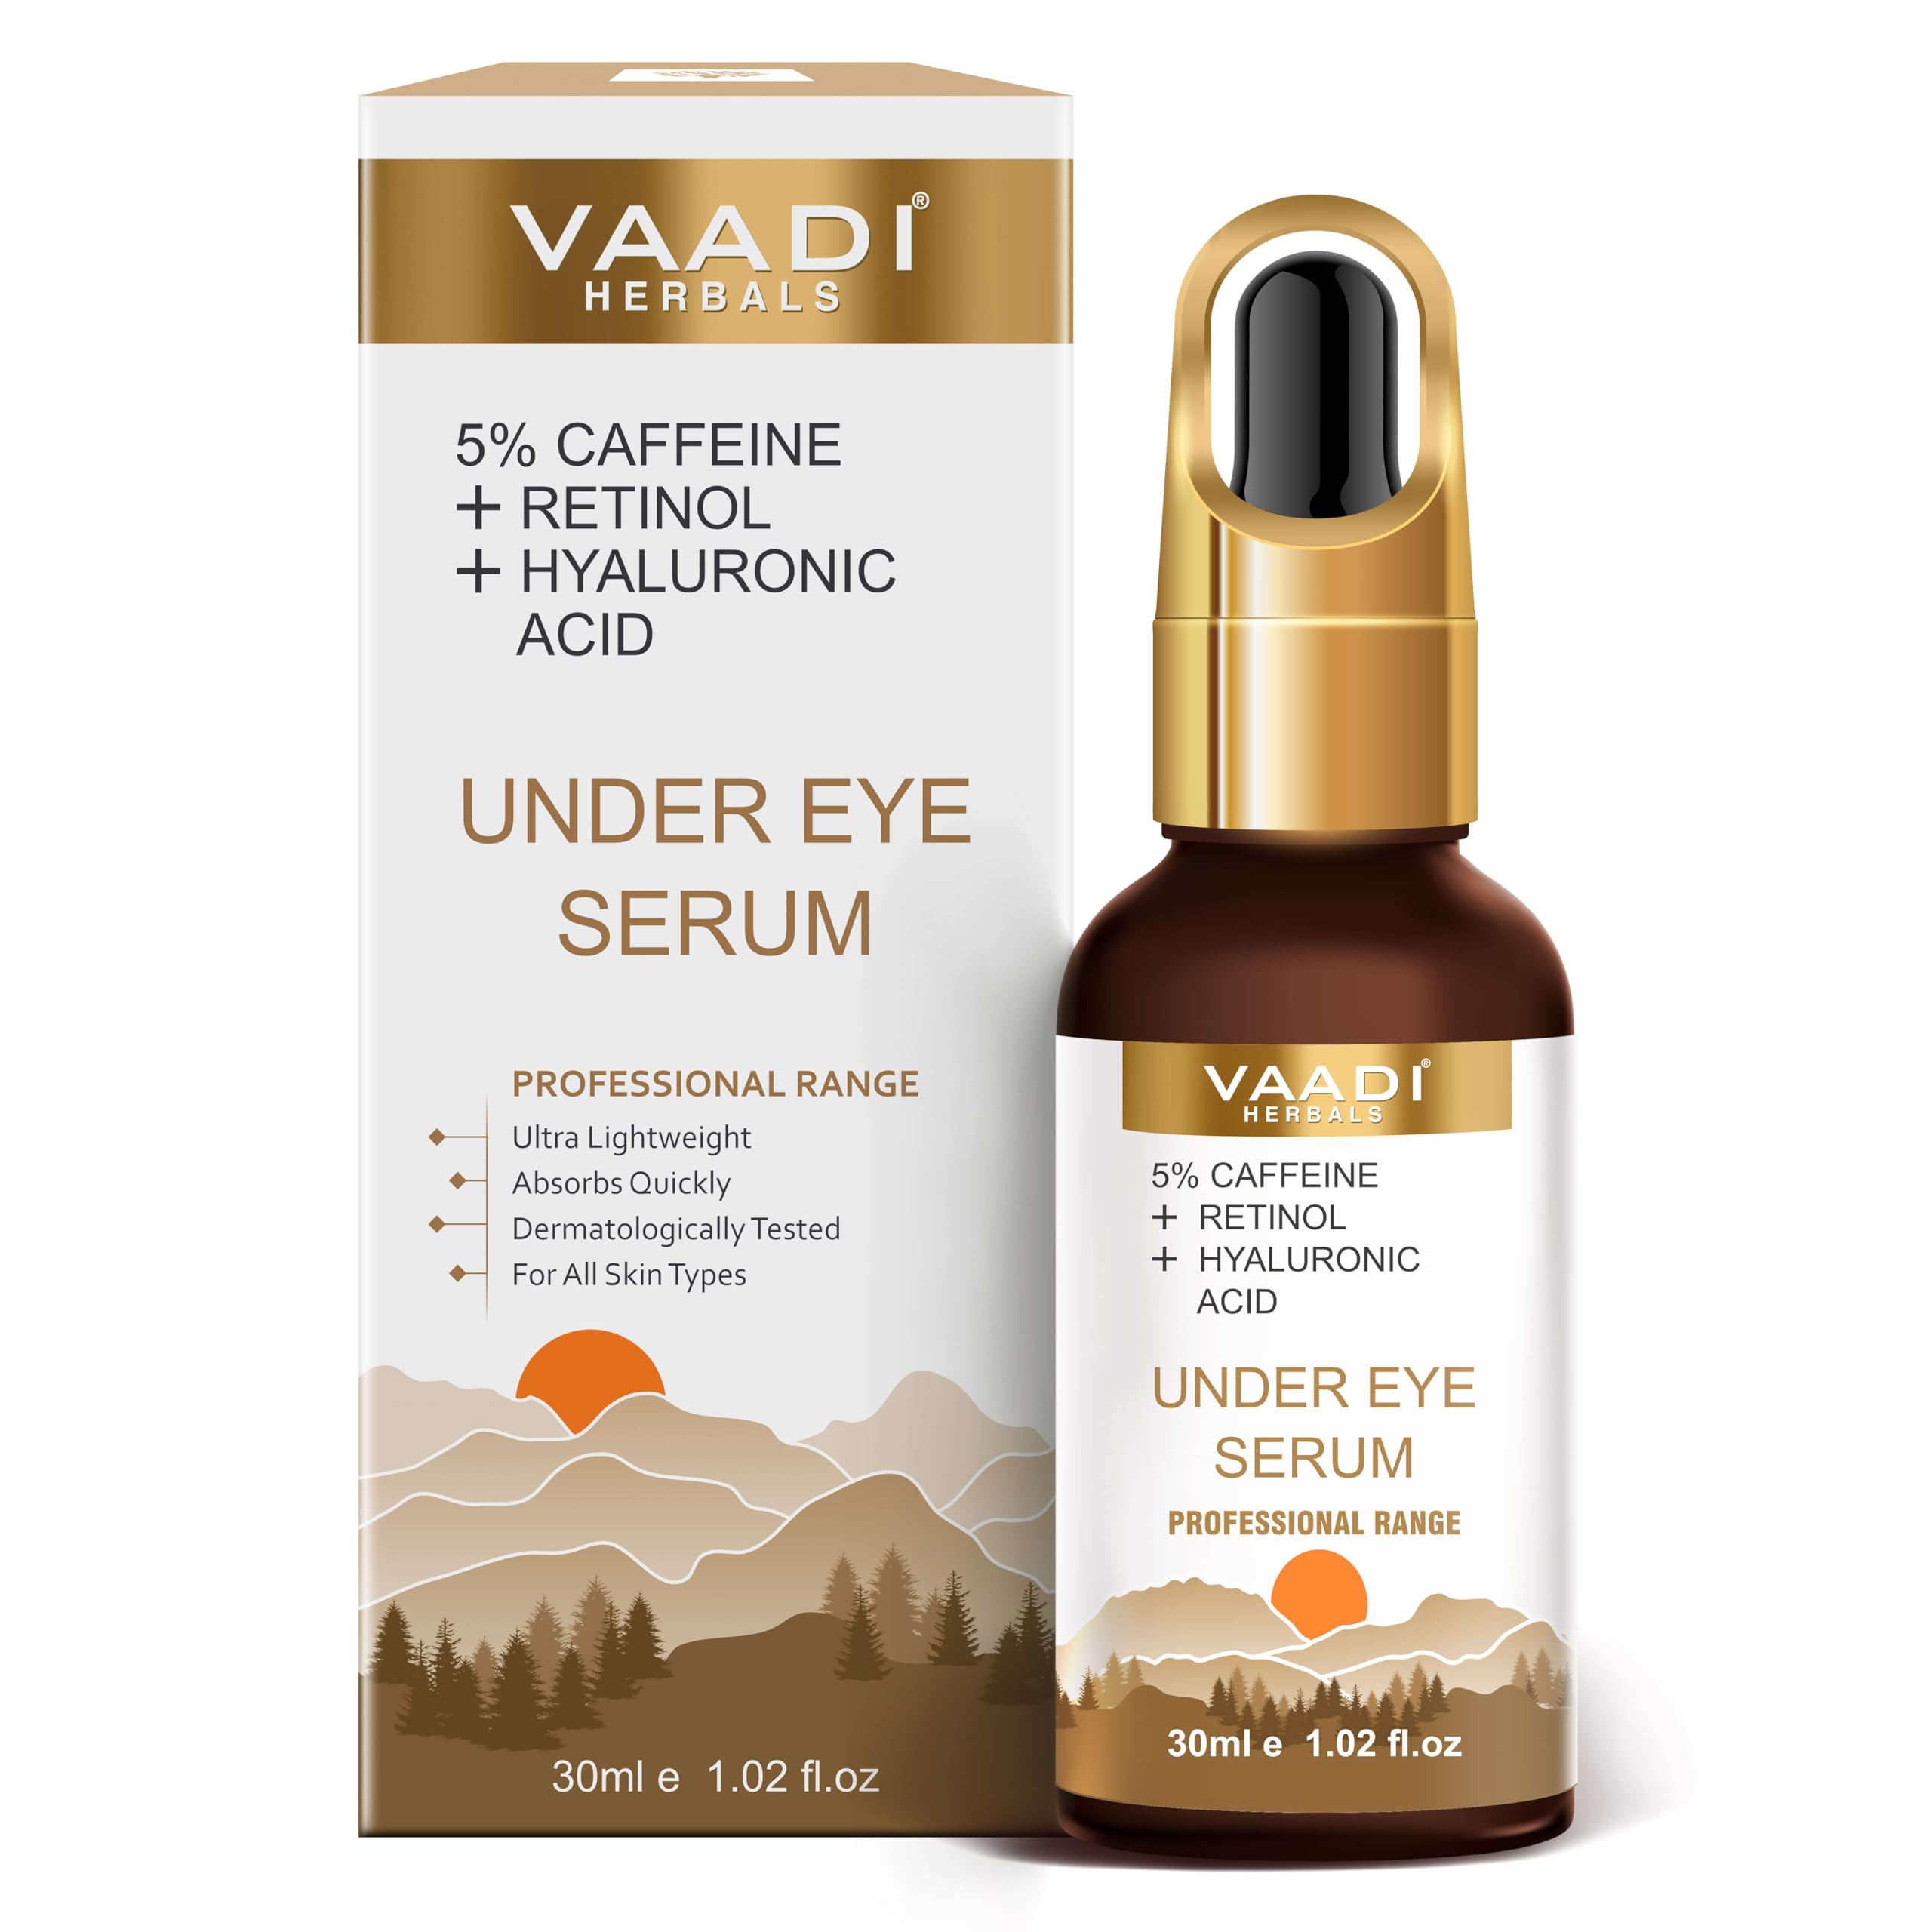 VAADI®
HERBALS
5% CAFFEINE
+ RETINOL
+ HYALURONIC
ACID
UNDER EYE
SERUM
PROFESSIONAL RANGE
Ultra Lightweight
Absorbs Quickly
Dermatologically Tested
For All Skin Types
30ml e 1.02 fl.oz
VAADI®
HERBALS
5% CAFFEINE
+ RETINOL
+ HYALURONIC
ACID
UNDER EYE
SERUM
PROFESSIONAL RANGE
30ml e 1.02 fl.oz